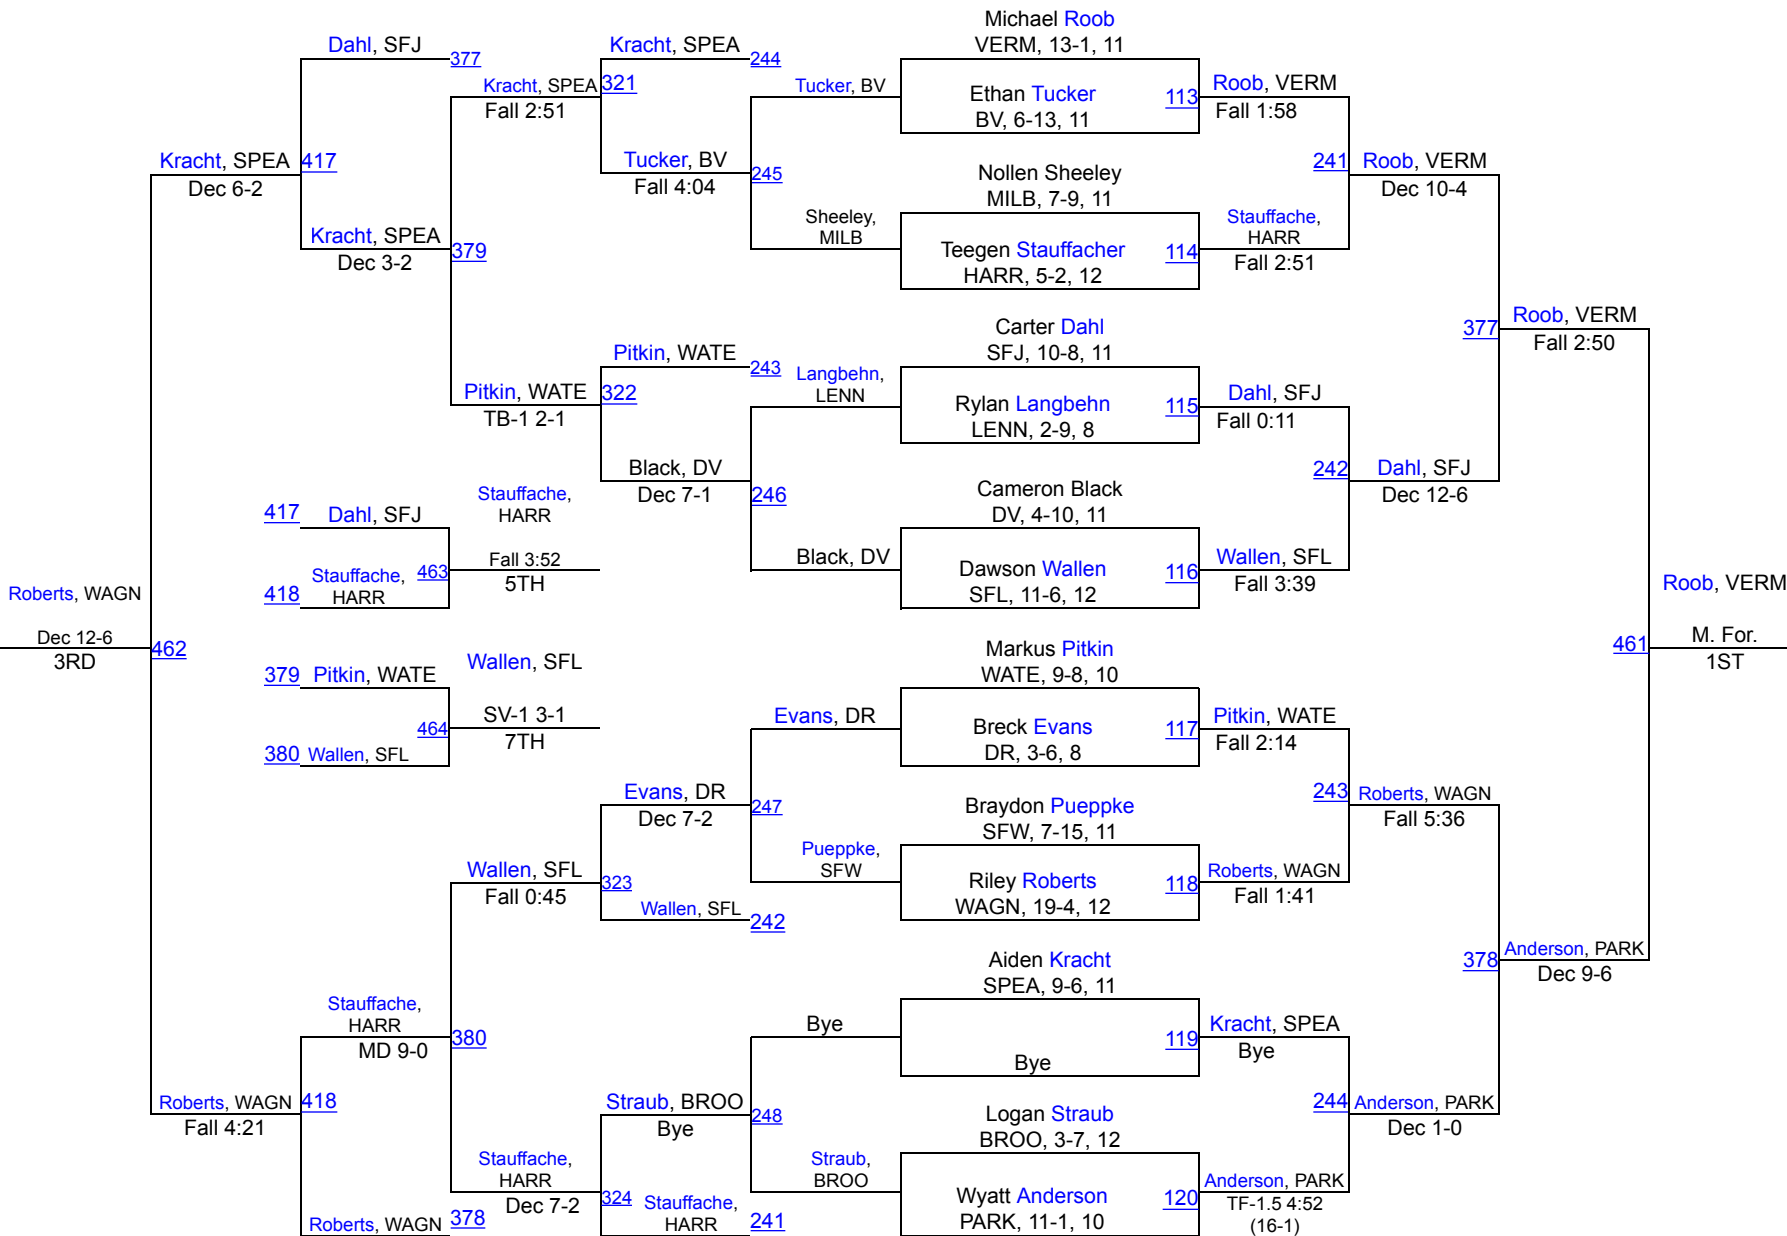 Michael Roob
VERM, 13-1, 11
Dahl, SFJ
377
Kracht, SPEA
244
Kracht, SPEA
321
Fall 2:51
Tucker, BV
Ethan Tucker
BV, 6-13, 11
113
Roob, VERM
Fall 1:58
Kracht, SPEA
417
Dec 6-2
Tucker, BV
245
Fall 4:04
Nollen Sheeley
MILB, 7-9, 11
241
Roob, VERM
Dec 10-4
Sheeley,
MILB
Stauffache,
HARR
Kracht, SPEA
379
Dec 3-2
Teegen Stauffacher
HARR, 5-2, 12
114
Fall 2:51
Carter Dahl
SFJ, 10-8, 11
377
Roob, VERM
Fall 2:50
Pitkin, WATE
243
Langbehn,
LENN
Pitkin, WATE
322
TB-1 2-1
Rylan Langbehn
LENN, 2-9, 8
115
Dahl, SFJ
Fall 0:11
Black, DV
246
Dec 7-1
Cameron Black
DV, 4-10, 11
242
Dahl, SFJ
Dec 12-6
417
Dahl, SFJ
Stauffache,
HARR
Black, DV
Dawson Wallen
SFL, 11-6, 12
116
Wallen, SFL
Fall 3:39
418
Stauffache,
HARR
463
Fall 3:52
5TH
Roberts, WAGN
Dec 12-6
3RD
462
Roob, VERM
461
M. For.
1ST
Markus Pitkin
WATE, 9-8, 10
379
Pitkin, WATE
Wallen, SFL
464
SV-1 3-1
7TH
380
Wallen, SFL
Evans, DR
Breck Evans
DR, 3-6, 8
117
Pitkin, WATE
Fall 2:14
Evans, DR
247
Dec 7-2
Braydon Pueppke
SFW, 7-15, 11
243
Roberts, WAGN
Fall 5:36
Pueppke,
SFW
Wallen, SFL
323
Fall 0:45
Riley Roberts
WAGN, 19-4, 12
118
Roberts, WAGN
Fall 1:41
Wallen, SFL
242
Aiden Kracht
SPEA, 9-6, 11
378
Anderson, PARK
Dec 9-6
Stauffache,
HARR
380
MD 9-0
Bye
Bye
119
Kracht, SPEA
Bye
Roberts, WAGN
418
Fall 4:21
Straub, BROO
248
Bye
Logan Straub
BROO, 3-7, 12
244
Anderson, PARK
Dec 1-0
Stauffache,
HARR
324
Dec 7-2
Straub,
BROO
Wyatt Anderson
PARK, 11-1, 10
120
Anderson, PARK
TF-1.5 4:52
(16-1)
Roberts, WAGN
378
Stauffache,
HARR
241